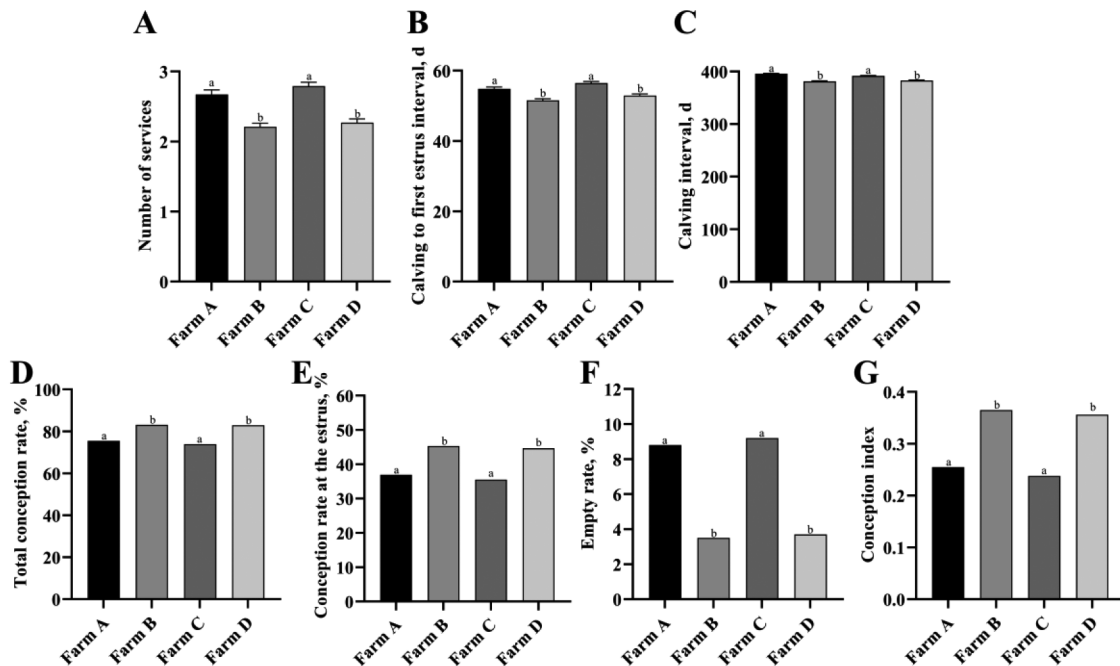 A
Number of services
3
2
1
0
a
b
a
b
Farm A
Farm B
Farm C
Farm D
B
Calving to first estrus interval, d
60
40
20
0
a
b
a
b
Farm A
Farm B
Farm C
Farm D
C
Calving interval, d
400
300
200
100
0
a
b
a
b
Farm A
Farm B
Farm C
Farm D
D
Total conception rate, %
100
80
60
40
20
0
a
b
a
b
Farm A
Farm B
Farm C
Farm D
E
Conception rate at the estrus, %
60
50
40
30
20
10
0
a
b
a
b
Farm A
Farm B
Farm C
Farm D
F
Empty rate, %
12
10
8
6
4
2
0
a
b
a
b
Farm A
Farm B
Farm C
Farm D
G
Conception index
0.4
0.3
0.2
0.1
0.0
a
b
a
b
Farm A
Farm B
Farm C
Farm D